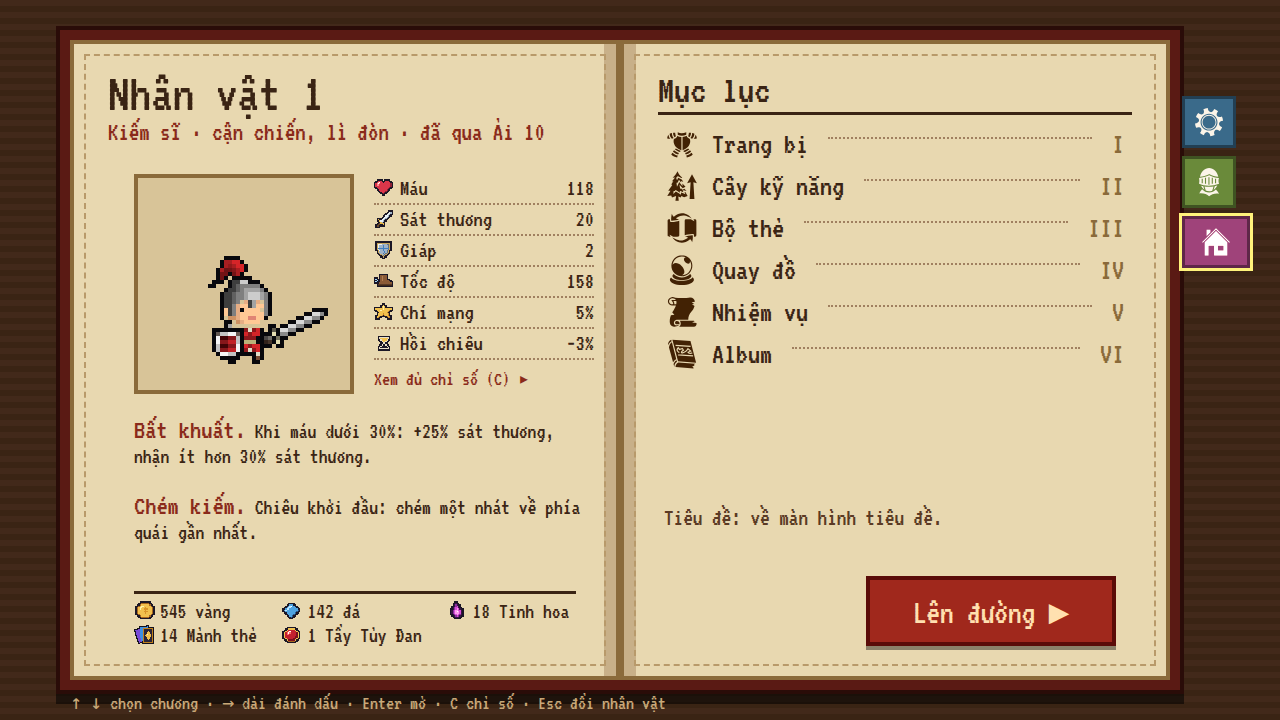 Nhân vật 1
Kiếm sĩ · cận chiến, lì đòn · đã qua Ải 10
Máu 118
Sát thương 20
Giáp 2
Tốc độ 158
Chí mạng 5%
Hồi chiêu -3%
Xem đủ chỉ số (C) ►
Bất khuất. Khi máu dưới 30%: +25% sát thương,
nhận ít hơn 30% sát thương.
Chém kiếm. Chiêu khởi đầu: chém một nhát về phía
quái gần nhất.
545 vàng 142 đá 18 Tinh hoa
14 Mảnh thẻ 1 Tẩy Tủy Đan
Mục lục
Trang bị I
Cây kỹ năng II
Bộ thẻ III
Quay đồ IV
Nhiệm vụ V
Album VI
Tiêu đề: về màn hình tiêu đề.
Lên đường ▶
↑ ↓ chọn chương · → dải đánh dấu · Enter mở · C chỉ số · Esc đổi nhân vật